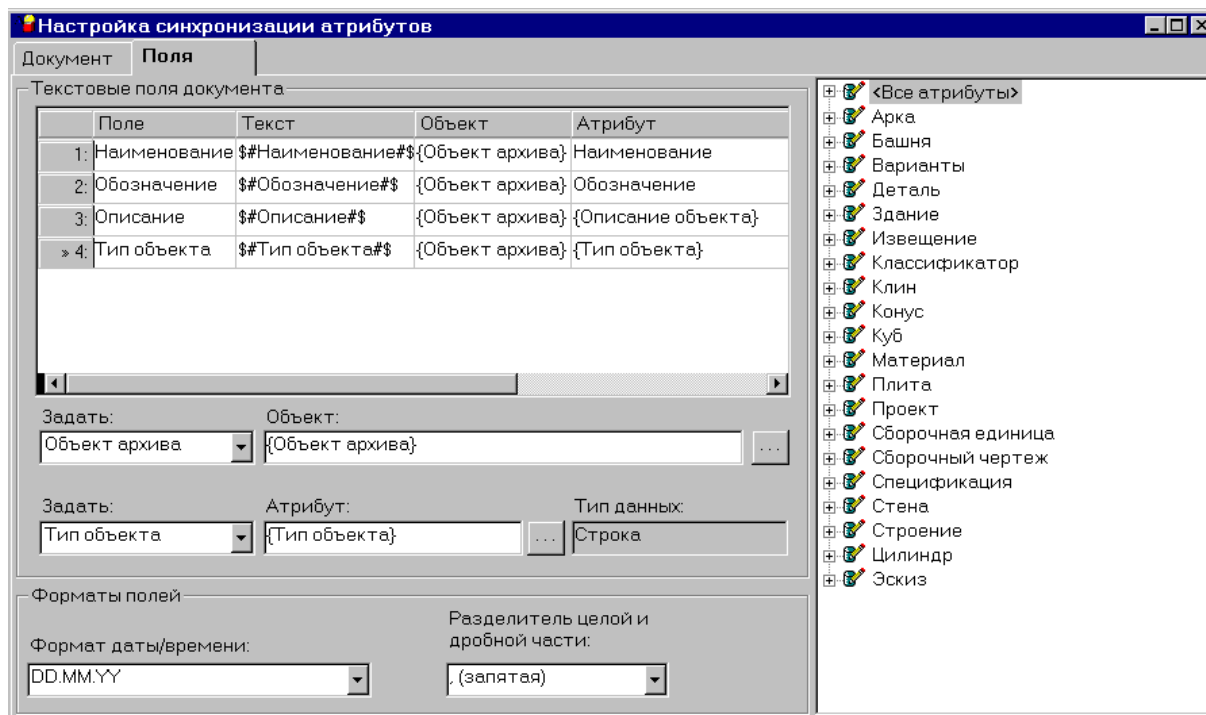 Настройка синхронизации атрибутов
Документ Поля
Текстовые поля документа
Поле Текст Объект Атрибут
1: Наименование $#Наименование#$ {Объект архива} Наименование
2: Обозначение $#Обозначение#$ {Объект архива} Обозначение
3: Описание $#Описание#$ {Объект архива} {Описание объекта}
» 4: Тип объекта $#Тип объекта#$ {Объект архива} {Тип объекта}
Задать: Объект:
Объект архива {Объект архива} ...
Задать: Атрибут: Тип данных:
Тип объекта {Тип объекта} ... Строка
Форматы полей
Формат даты/времени:
DD.MM.YY
Разделитель целой и
дробной части:
, (запятая)
<Все атрибуты>
Арка
Башня
Варианты
Деталь
Здание
Извещение
Классификатор
Клин
Конус
Куб
Материал
Плита
Проект
Сборочная единица
Сборочный чертеж
Спецификация
Стена
Строение
Цилиндр
Эскиз